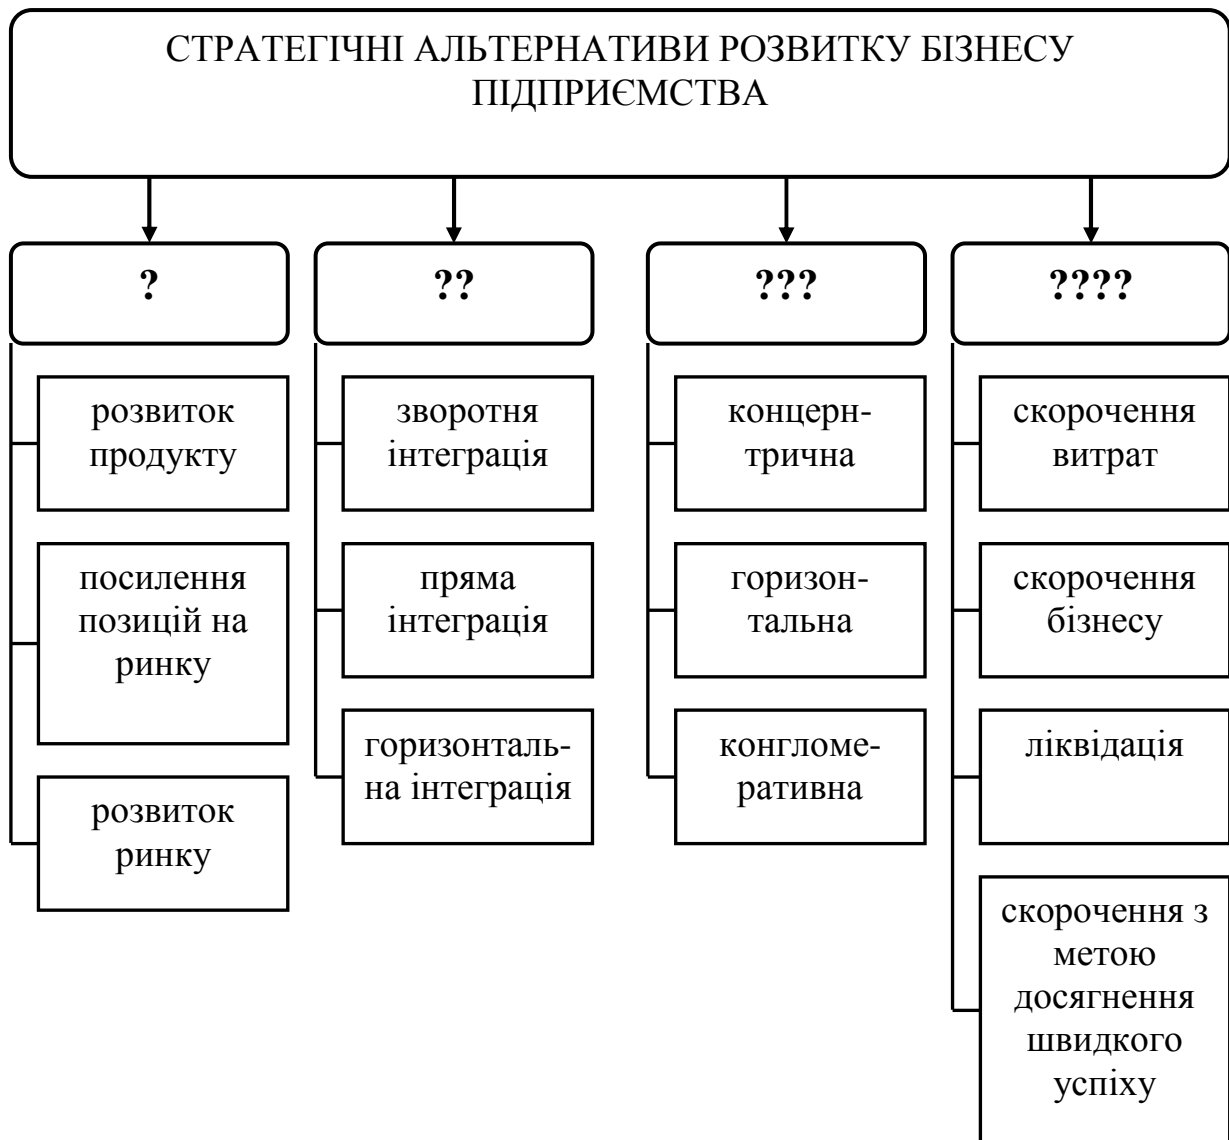 СТРАТЕГІЧНІ АЛЬТЕРНАТИВИ РОЗВИТКУ БІЗНЕСУ
ПІДПРИЄМСТВА
?
??
???
????
розвиток
продукту
посилення
позицій на
ринку
розвиток
ринку
зворотня
інтеграція
пряма
інтеграція
горизонталь-
на інтеграція
концерн-
трична
горизон-
тальна
конгломе-
ративна
скорочення
витрат
скорочення
бізнесу
ліквідація
скорочення з
метою
досягнення
швидкого
успіху